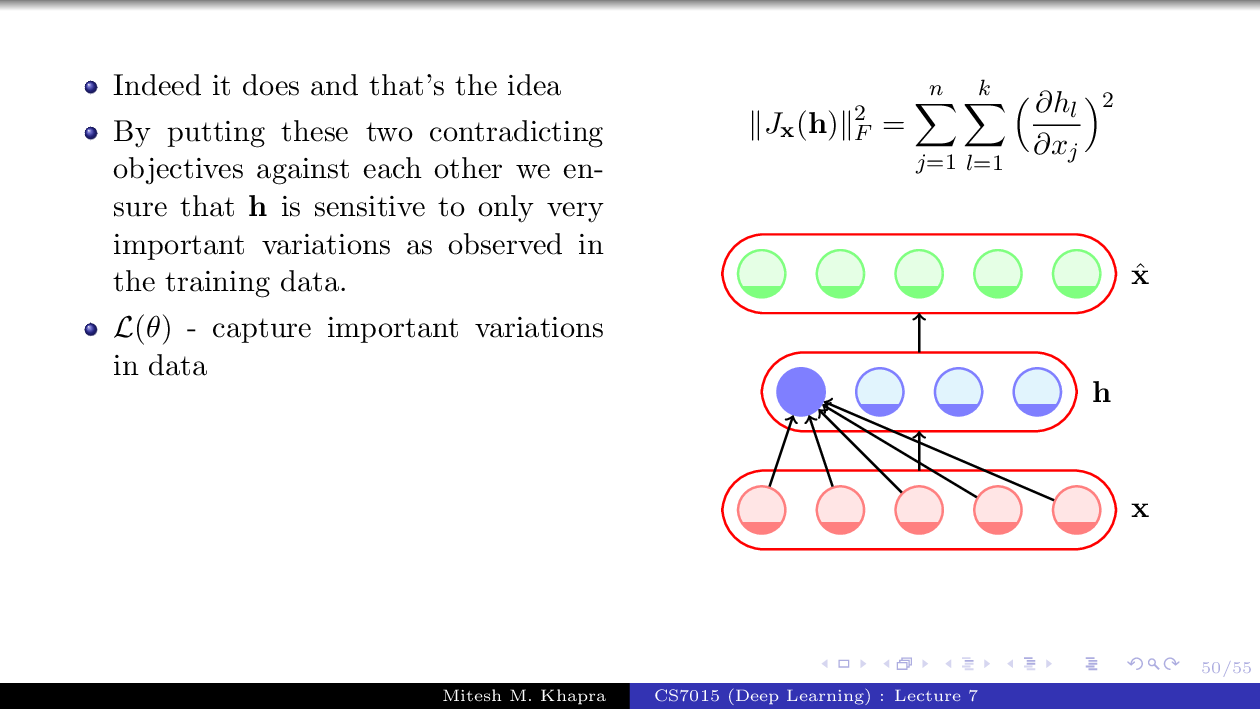 Indeed it does and that's the idea
By putting these two contradicting
objectives against each other we en-
sure that h is sensitive to only very
important variations as observed in
the training data.
ℒ(θ) - capture important variations
in data
‖J_𝐱(𝐡)‖²_F = ∑_{j=1}^{n} ∑_{l=1}^{k} (∂h_l/∂x_j)²
x̂
h
x
50/55
Mitesh M. Khapra
CS7015 (Deep Learning) : Lecture 7